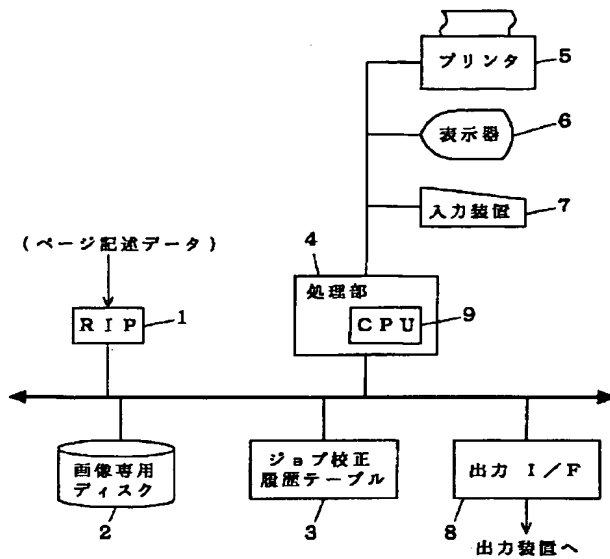 プリンタ
5
表示器
6
入力装置
7
(ページ記述データ)
4
処理部
RIP
1
CPU
9
画像専用
ディスク
2
ジョブ校正
履歴テーブル
3
出力 I/F
8
出力装置へ